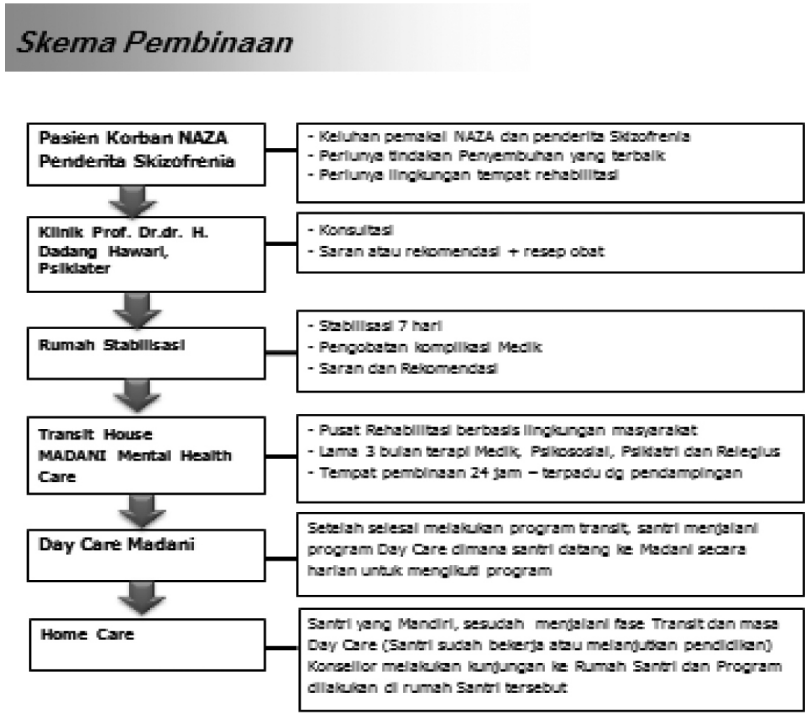 Skema Pembinaan
Pasien Korban NAZA
Penderita Skizofrenia
- Keluhan pemakai NAZA dan penderita Skizofrenia
- Perlunya tindakan Penyembuhan yang terbaik
- Perlunya lingkungan tempat rehabilitasi
Klinik Prof. Dr.dr. H.
Dadang Hawari,
Psikiater
- Konsultasi
- Saran atau rekomendasi + resep obat
Rumah Stabilisasi
- Stabilisasi 7 hari
- Pengobatan komplikasi Medik
- Saran dan Rekomendasi
Transit House
MADANI Mental Health
Care
- Pusat Rehabilitasi berbasis lingkungan masyarakat
- Lama 3 bulan terapi Medik, Psikososial, Psikiatri dan Relegius
- Tempat pembinaan 24 jam – terpadu dg pendampingan
Day Care Madani
Setelah selesai melakukan program transit, santri menjalani
program Day Care dimana santri datang ke Madani secara
harian untuk mengikuti program
Home Care
Santri yang Mandiri, sesudah menjalani fase Transit dan masa
Day Care (Santri sudah bekerja atau melanjutkan pendidikan)
Konsellor melakukan kunjungan ke Rumah Santri dan Program
dilakukan di rumah Santri tersebut